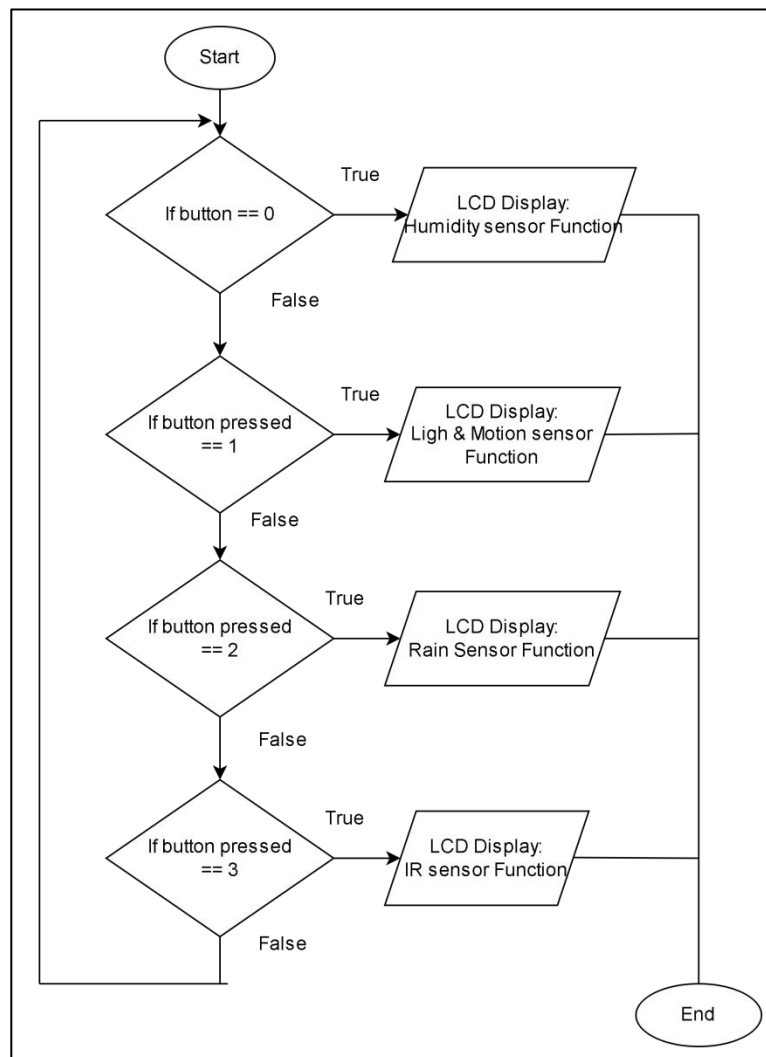 Start
True
If button == 0
LCD Display:
Humidity sensor Function
False
True
If button pressed
== 1
LCD Display:
Ligh & Motion sensor
Function
False
True
If button pressed
== 2
LCD Display:
Rain Sensor Function
False
True
If button pressed
== 3
LCD Display:
IR sensor Function
False
End